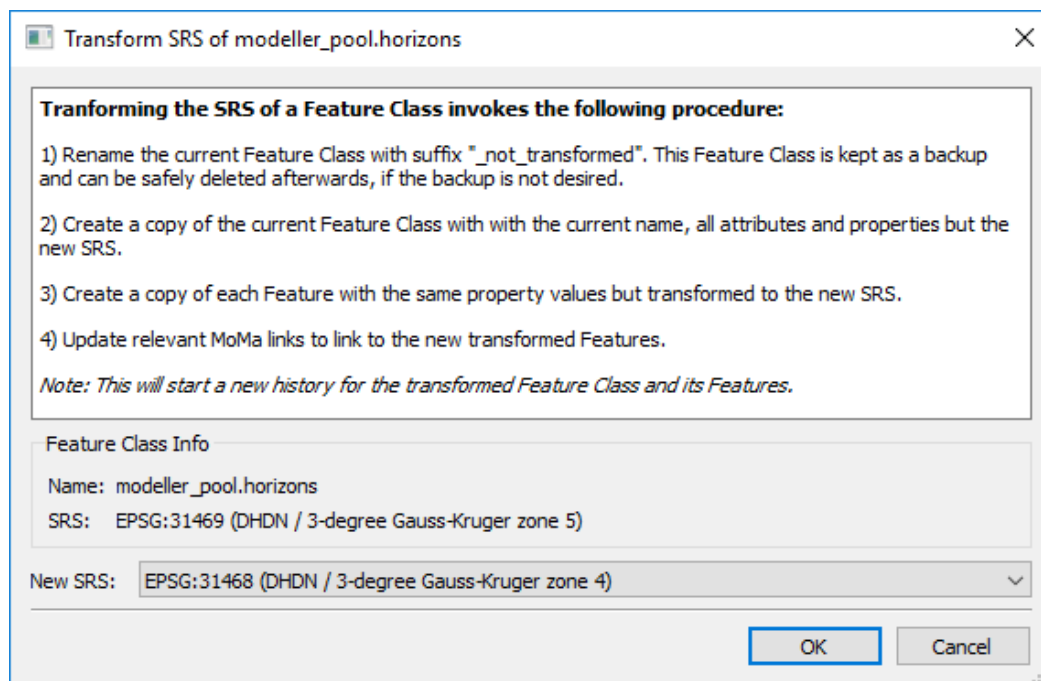 Transform SRS of modeller_pool.horizons
Tranforming the SRS of a Feature Class invokes the following procedure:
1) Rename the current Feature Class with suffix "_not_transformed". This Feature Class is kept as a backup
and can be safely deleted afterwards, if the backup is not desired.
2) Create a copy of the current Feature Class with with the current name, all attributes and properties but the
new SRS.
3) Create a copy of each Feature with the same property values but transformed to the new SRS.
4) Update relevant MoMa links to link to the new transformed Features.
Note: This will start a new history for the transformed Feature Class and its Features.
Feature Class Info
Name: modeller_pool.horizons
SRS: EPSG:31469 (DHDN / 3-degree Gauss-Kruger zone 5)
New SRS: EPSG:31468 (DHDN / 3-degree Gauss-Kruger zone 4)
OK Cancel